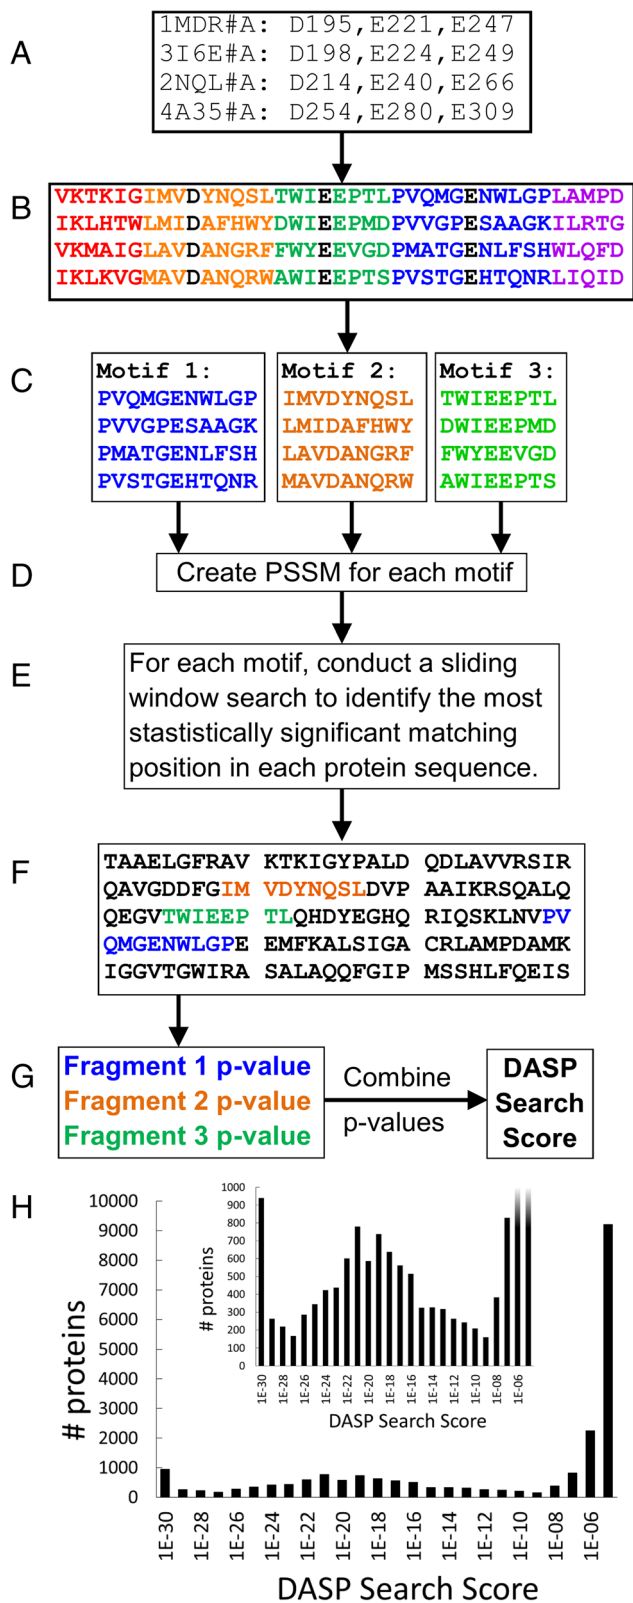 A
1MDR#A: D195,E221,E247
3I6E#A: D198,E224,E249
2NQL#A: D214,E240,E266
4A35#A: D254,E280,E309
B
VKTKIGIMVDYNQSLTWIEEPTLPVQMGENWLGPLAMPD
IKLHTWLMIDAFHWYDWIEEPMDPVVGPESAAGKILRTG
VKMAIGLAVDANGRFFWYEEVGDPMATGENLFSHWLQFD
IKLKVGMAVDANQRWAWIEEPTSPVSTGEHTQNRLIQID
C
Motif 1:
PVQMGENWLGP
PVVGPESAAGK
PMATGENLFSH
PVSTGEHTQNR
Motif 2:
IMVDYNQSL
LMIDAFHWY
LAVDANGRF
MAVDANQRW
Motif 3:
TWIEEPTL
DWIEEPMD
FWYEEVGD
AWIEEPTS
D
Create PSSM for each motif
E
For each motif, conduct a sliding
window search to identify the most
stastistically significant matching
position in each protein sequence.
F
TAAELGFRAV KTKIGYPALD QDLAVVRSIR
QAVGDDFGIM VDYNQSLDVP AAIKRSQALQ
QEGVTWIEEP TLQHDYEGHQ RIQSKLNVPV
QMGENWLGPE EMFKALSIGA CRLAMPDAMK
IGGVTGWIRA SALAQQFGIP MSSHLFQEIS
G
Fragment 1 p-value
Fragment 2 p-value
Fragment 3 p-value
Combine
p-values
DASP
Search
Score
H
# proteins
10000
9000
8000
7000
6000
5000
4000
3000
2000
1000
0
1E-30
1E-28
1E-26
1E-24
1E-22
1E-20
1E-18
1E-16
1E-14
1E-12
1E-10
1E-08
1E-06
DASP Search Score
# proteins
1000
900
800
700
600
500
400
300
200
100
0
1E-30
1E-28
1E-26
1E-24
1E-22
1E-20
1E-18
1E-16
1E-14
1E-12
1E-10
1E-08
1E-06
DASP Search Score